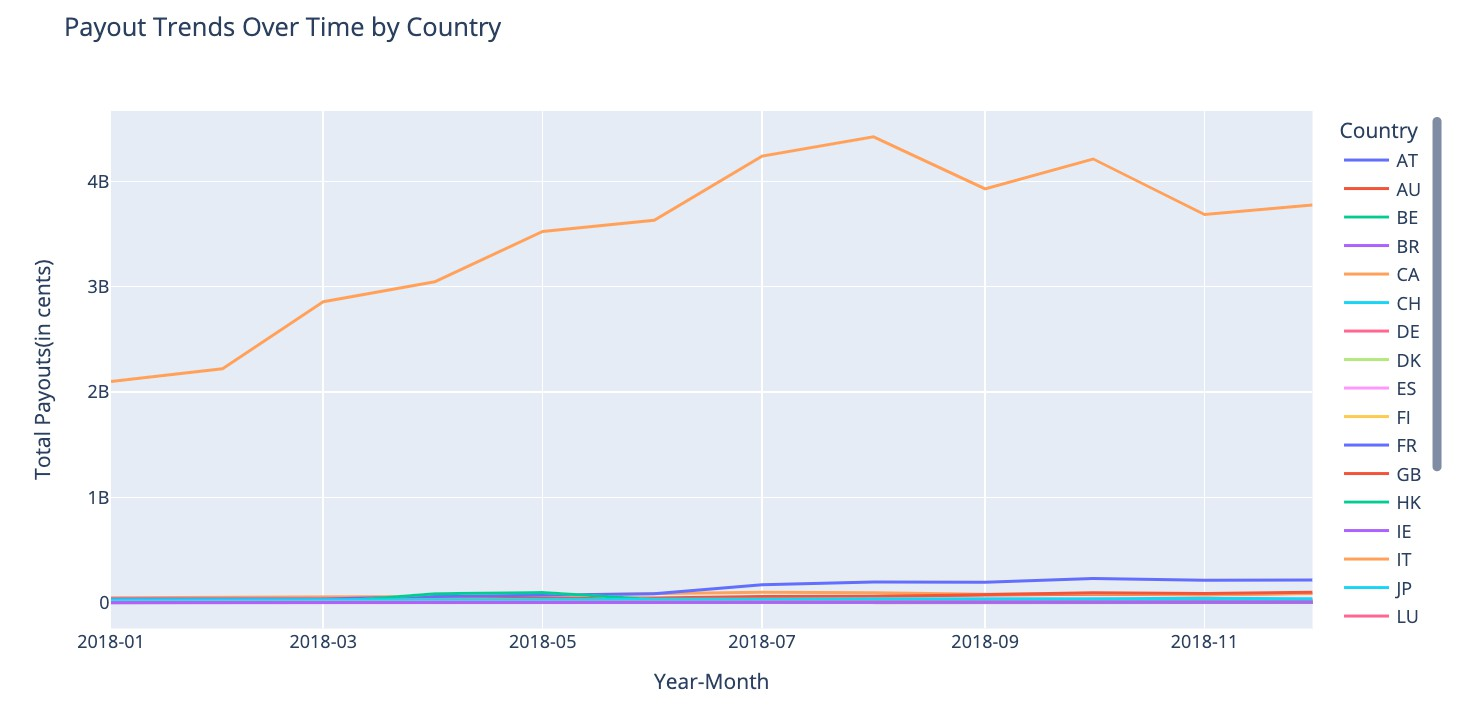 Payout Trends Over Time by Country
Total Payouts(in cents)
4B
3B
2B
1B
0
2018-01
2018-03
2018-05
2018-07
2018-09
2018-11
Year-Month
Country
AT
AU
BE
BR
CA
CH
DE
DK
ES
FI
FR
GB
HK
IE
IT
JP
LU